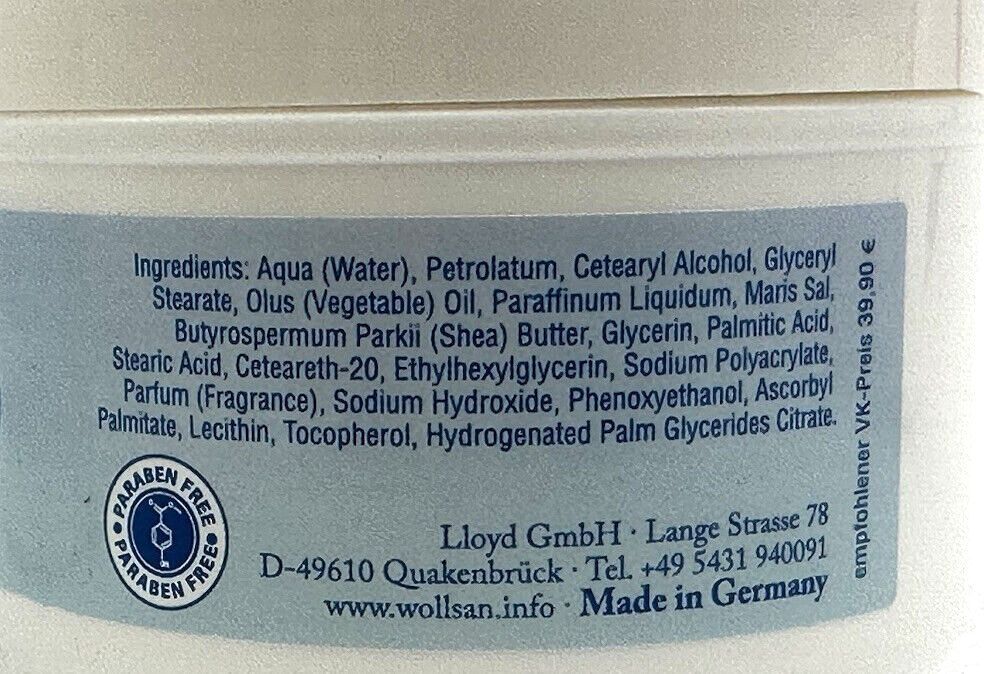 Ingredients: Aqua (Water), Petrolatum, Cetearyl Alcohol, Glyceryl
Stearate, Olus (Vegetable) Oil, Paraffinum Liquidum, Maris Sal,
Butyrospermum Parkii (Shea) Butter, Glycerin, Palmitic Acid,
Stearic Acid, Ceteareth-20, Ethylhexylglycerin, Sodium Polyacrylate,
Parfum (Fragrance), Sodium Hydroxide, Phenoxyethanol, Ascorbyl
Palmitate, Lecithin, Tocopherol, Hydrogenated Palm Glycerides Citrate.
empfohlener VK-Preis 39,90 €
PARABEN FREE • PARABEN FREE •
Lloyd GmbH · Lange Strasse 78
D-49610 Quakenbrück · Tel. +49 5431 940091
www.wollsan.info · Made in Germany